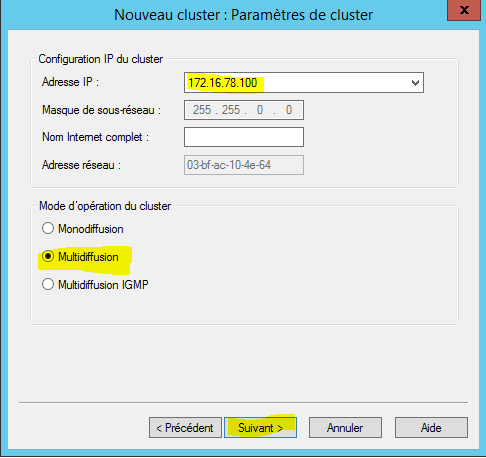 Nouveau cluster : Paramètres de cluster
x
Configuration IP du cluster
Adresse IP :
172.16.78.100
Masque de sous-réseau :
255 . 255 . 0 . 0
Nom Internet complet :
Adresse réseau :
03-bf-ac-10-4e-64
Mode d'opération du cluster
Monodiffusion
Multidiffusion
Multidiffusion IGMP
< Précédent
Suivant >
Annuler
Aide